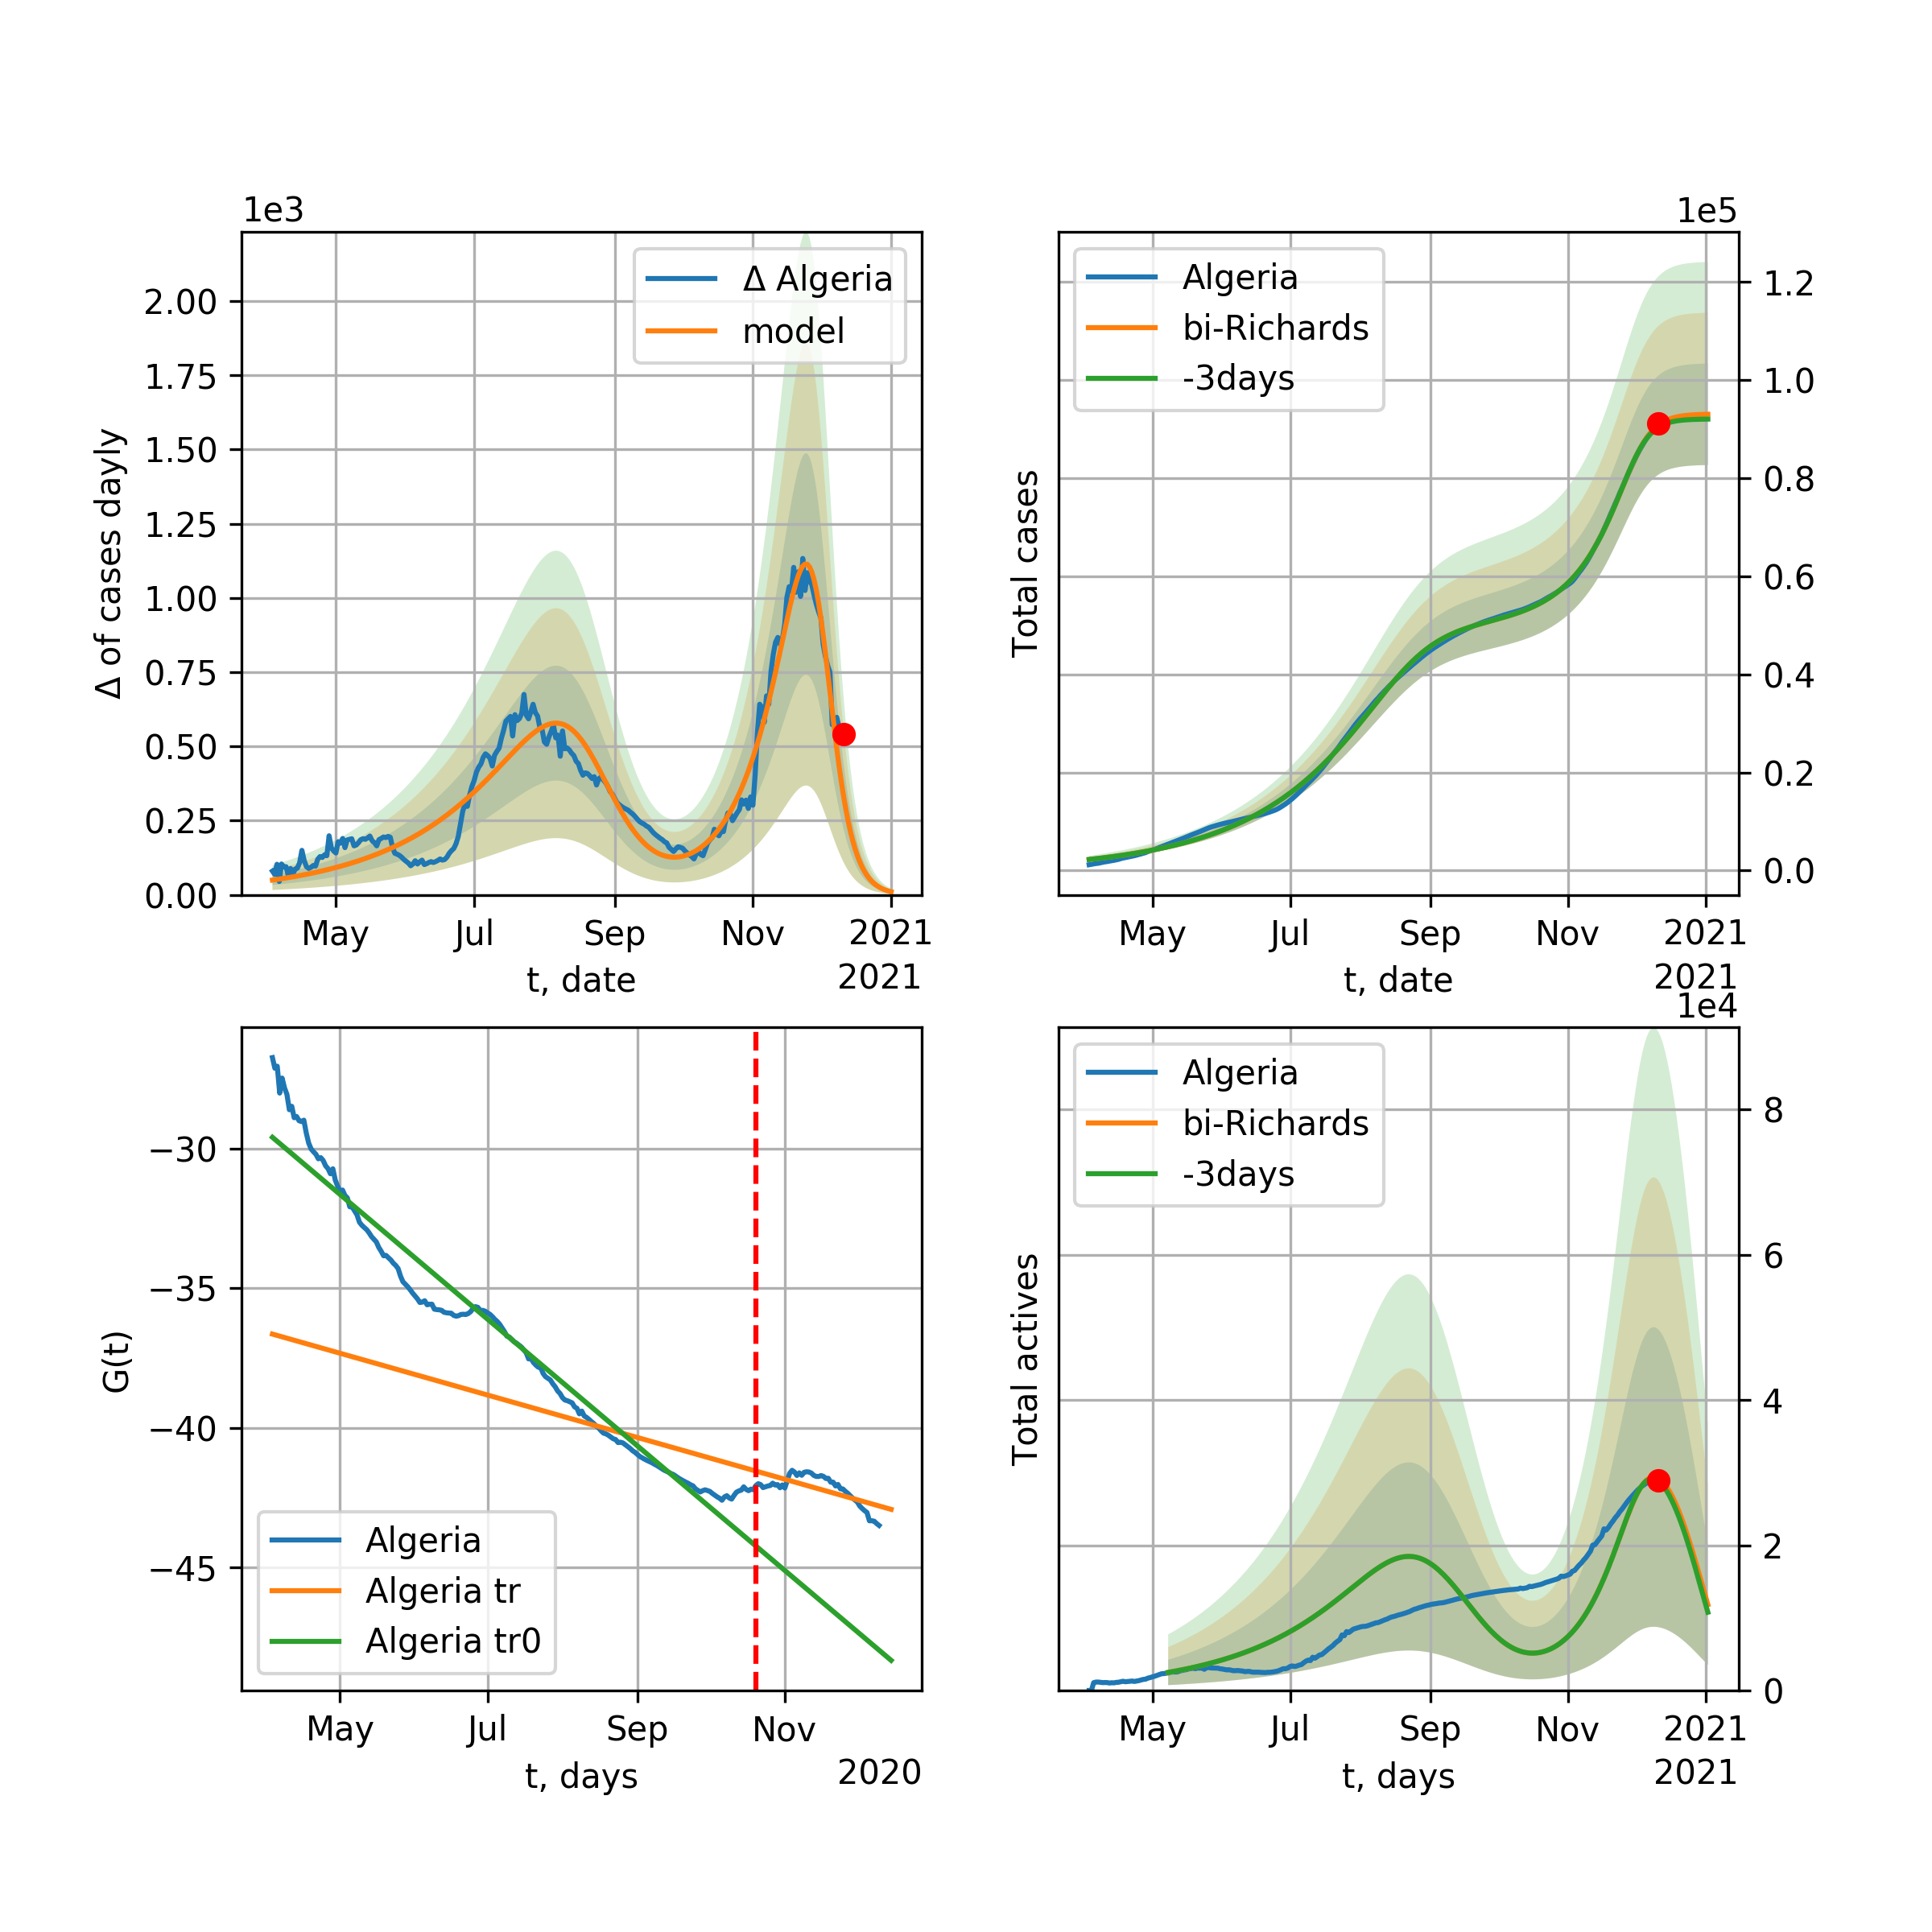 1e3
Δ Algeria
model
2.00
1.75
1.50
1.25
1.00
0.75
0.50
0.25
0.00
Δ of cases dayly
May Jul Sep Nov 2021
t, date 2021
1e5
Algeria
bi-Richards
-3days
1.2
1.0
0.8
0.6
0.4
0.2
0.0
Total cases
May Jul Sep Nov 2021
t, date 2021
−30
−35
−40
−45
G(t)
Algeria
Algeria tr
Algeria tr0
May Jul Sep Nov
t, days 2020
1e4
Algeria
bi-Richards
-3days
8
6
4
2
0
Total actives
May Jul Sep Nov 2021
t, days 2021